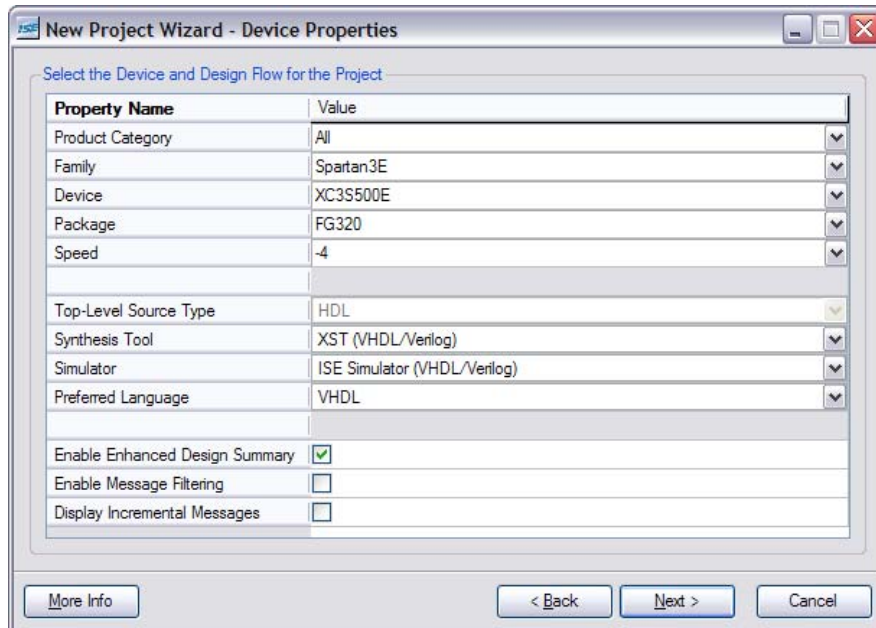 ISE New Project Wizard - Device Properties
Select the Device and Design Flow for the Project
Property Name Value
Product Category All
Family Spartan3E
Device XC3S500E
Package FG320
Speed -4
Top-Level Source Type HDL
Synthesis Tool XST (VHDL/Verilog)
Simulator ISE Simulator (VHDL/Verilog)
Preferred Language VHDL
Enable Enhanced Design Summary
Enable Message Filtering
Display Incremental Messages
More Info < Back Next > Cancel